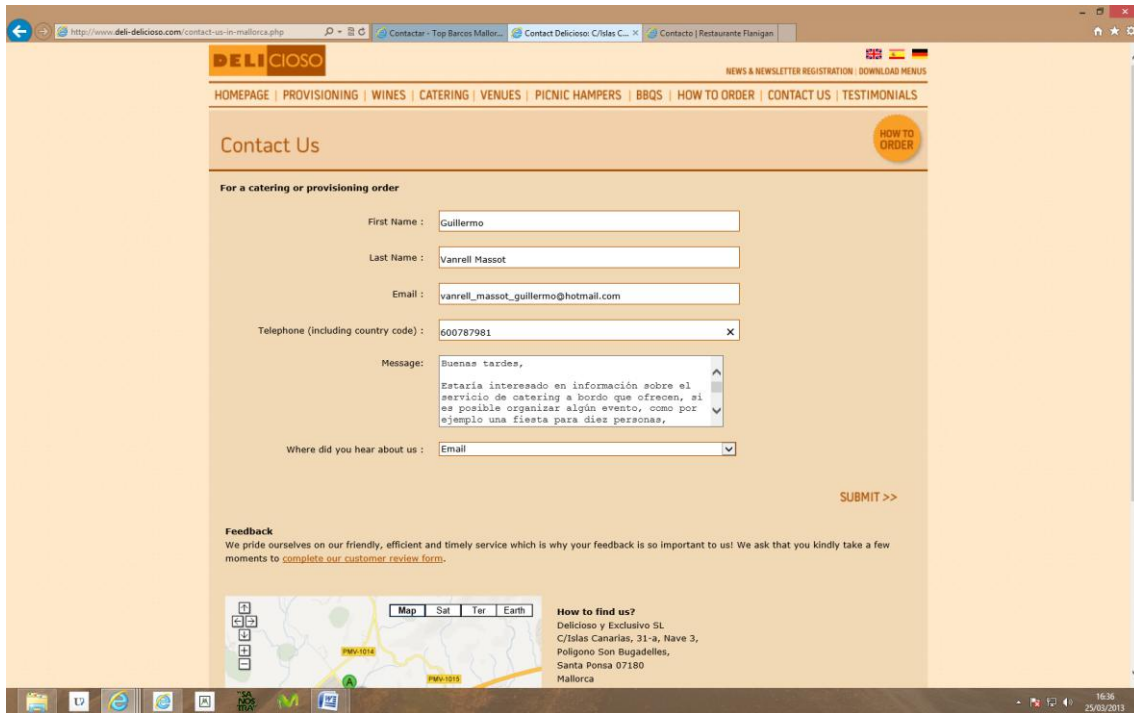 http://www.deli-delicioso.com/contact-us-in-mallorca.php
Contactar - Top Barcos Mallor...
Contact Delicioso: C/Islas C...
Contacto | Restaurante Flanigan
DELICIOSO
NEWS & NEWSLETTER REGISTRATION | DOWNLOAD MENUS
HOMEPAGE | PROVISIONING | WINES | CATERING | VENUES | PICNIC HAMPERS | BBQS | HOW TO ORDER | CONTACT US | TESTIMONIALS
Contact Us
HOW TO
ORDER
For a catering or provisioning order
First Name : Guillermo
Last Name : Vanrell Massot
Email : vanrell_massot_guillermo@hotmail.com
Telephone (including country code) : 600787981
Message: Buenas tardes,
Estaría interesado en información sobre el
servicio de catering a bordo que ofrecen, si
es posible organizar algún evento, como por
ejemplo una fiesta para diez personas,
Where did you hear about us : Email
SUBMIT >>
Feedback
We pride ourselves on our friendly, efficient and timely service which is why your feedback is so important to us! We ask that you kindly take a few
moments to complete our customer review form.
Map Sat Ter Earth
PMV-1014
PMV-1015
A
How to find us?
Delicioso y Exclusivo SL
C/Islas Canarias, 31-a, Nave 3,
Poligono Son Bugadelles,
Santa Ponsa 07180
Mallorca
SA
NOS
TRA
16:36
25/03/2013